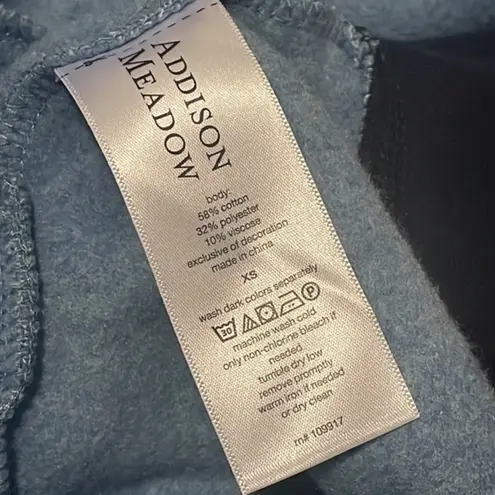 ADDISON
MEADOW
body:
58% cotton
32% polyester
10% viscose
exclusive of decoration
made in china
XS
wash dark colors separately
30 P
machine wash cold
only non-chlorine bleach if
needed
tumble dry low
remove promptly
warm iron if needed
or dry clean
rn# 109917